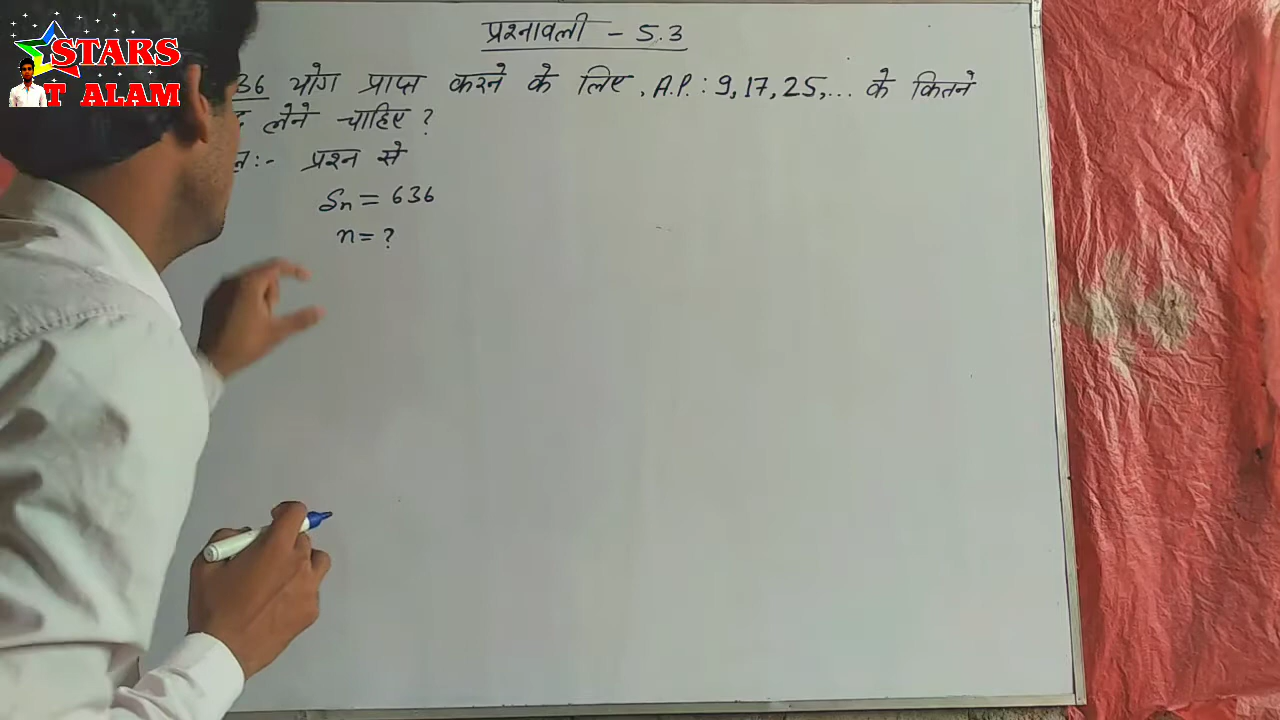 STARS
T ALAM
प्रश्नावली - 5.3
36 योग प्राप्त करने के लिए, A.P. : 9, 17, 25, ... के कितने
लेने चाहिए ?
:- प्रश्न से
Sn = 636
n = ?